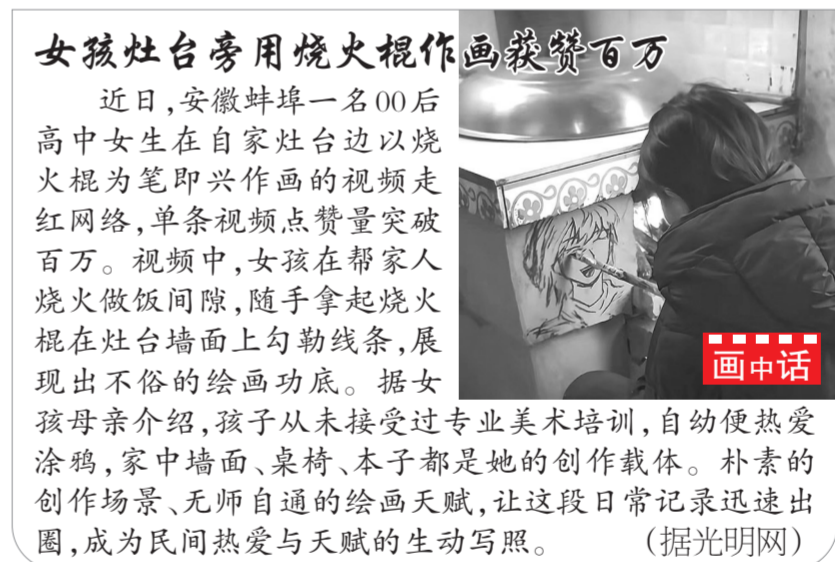 女孩灶台旁用烧火棍作画获赞百万
近日,安徽蚌埠一名00后
高中女生在自家灶台边以烧
火棍为笔即兴作画的视频走
红网络,单条视频点赞量突破
百万。视频中,女孩在帮家人
烧火做饭间隙,随手拿起烧火
棍在灶台墙面上勾勒线条,展
现出不俗的绘画功底。据女
孩母亲介绍,孩子从未接受过专业美术培训,自幼便热爱
涂鸦,家中墙面、桌椅、本子都是她的创作载体。朴素的
创作场景、无师自通的绘画天赋,让这段日常记录迅速出
圈,成为民间热爱与天赋的生动写照。 (据光明网)
画中话